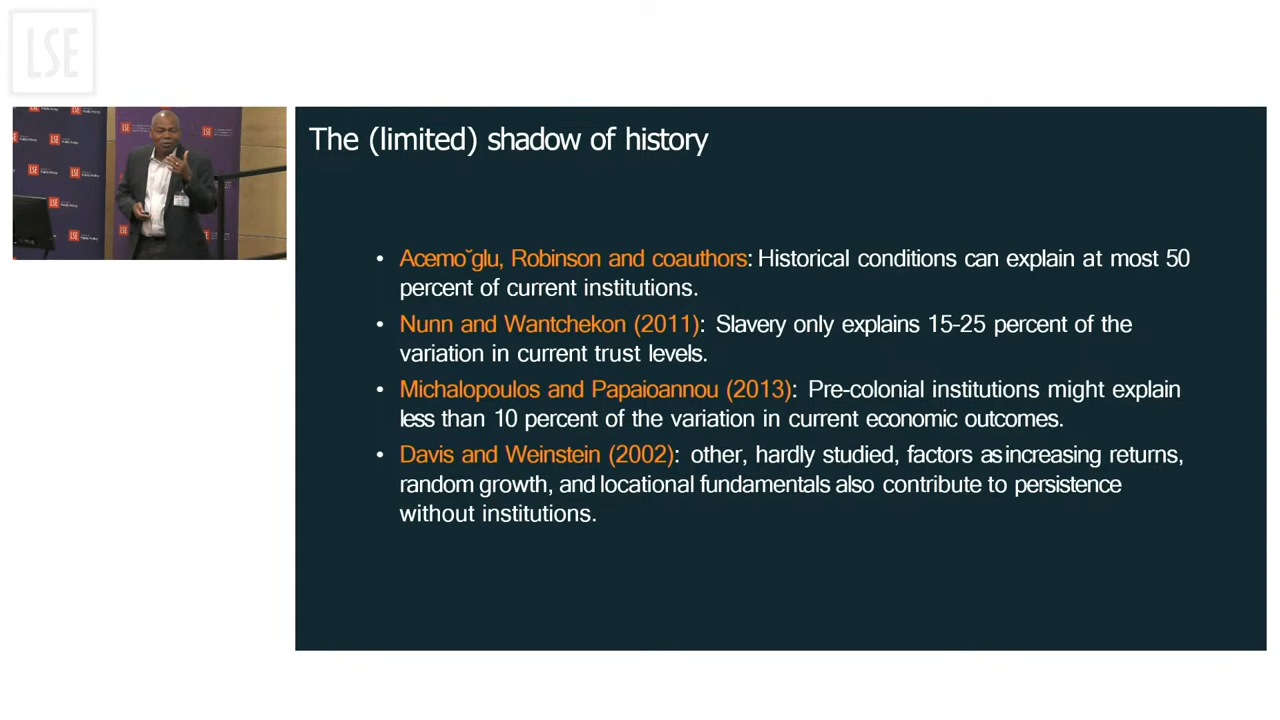 LSE
The (limited) shadow of history
• Acemo˘glu, Robinson and coauthors: Historical conditions can explain at most 50
percent of current institutions.
• Nunn and Wantchekon (2011): Slavery only explains 15-25 percent of the
variation in current trust levels.
• Michalopoulos and Papaioannou (2013): Pre-colonial institutions might explain
less than 10 percent of the variation in current economic outcomes.
• Davis and Weinstein (2002): other, hardly studied, factors as increasing returns,
random growth, and locational fundamentals also contribute to persistence
without institutions.